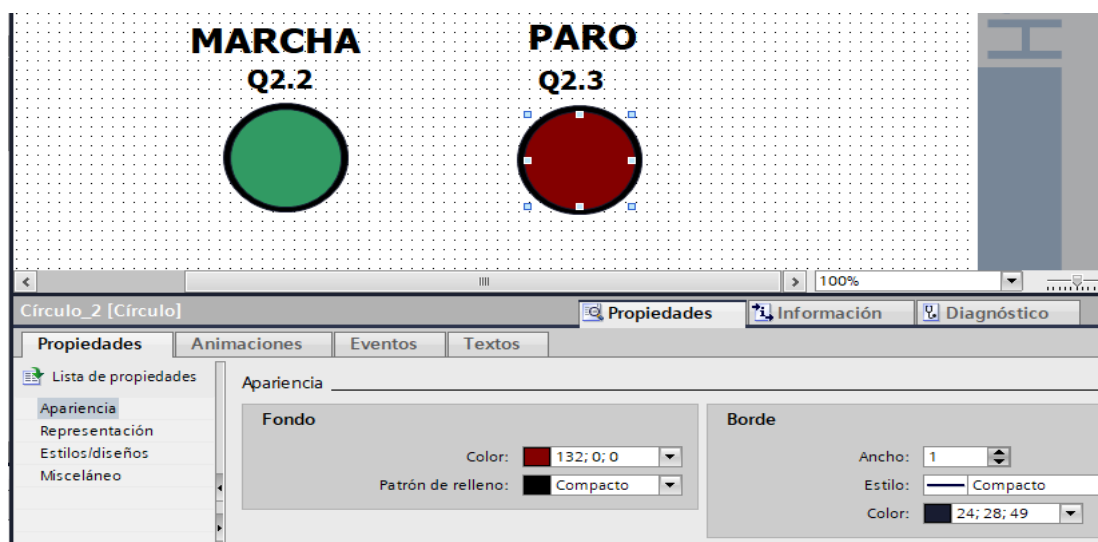 MARCHA PARO
Q2.2 Q2.3
H
100%
Círculo_2 [Círculo]
Propiedades Información Diagnóstico
Propiedades Animaciones Eventos Textos
Lista de propiedades
Apariencia
Apariencia
Representación
Estilos/diseños
Misceláneo
Fondo
Color: 132; 0; 0
Patrón de relleno: Compacto
Borde
Ancho: 1
Estilo: Compacto
Color: 24; 28; 49